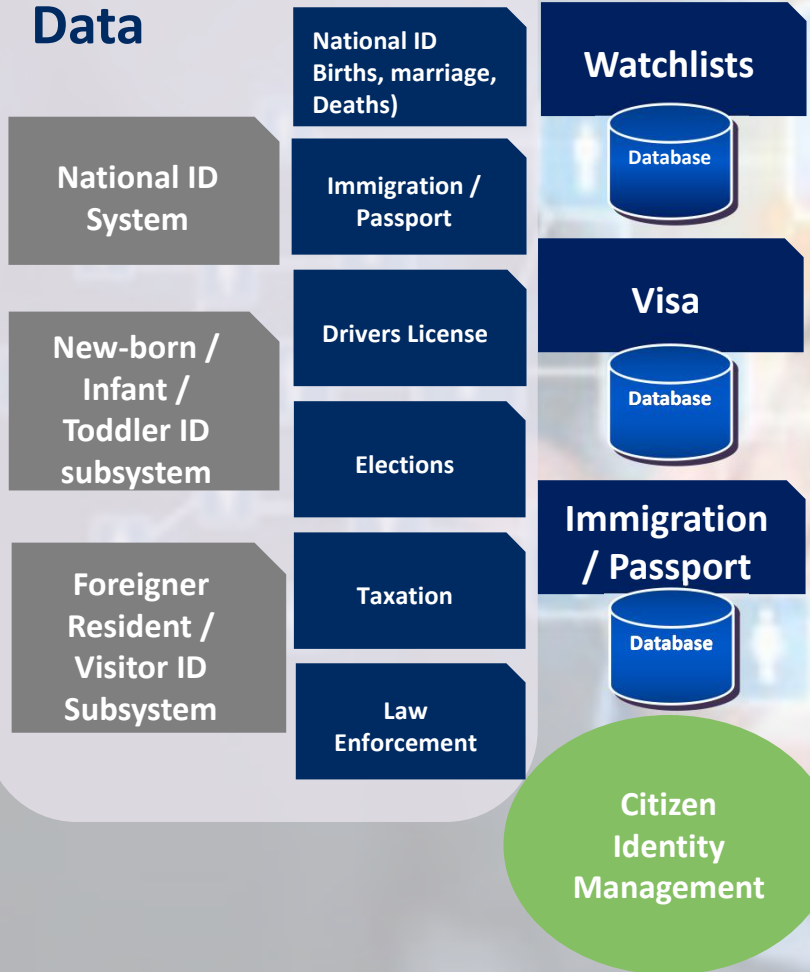 Data
National ID
System
New-born /
Infant /
Toddler ID
subsystem
Foreigner
Resident /
Visitor ID
Subsystem
National ID
Births, marriage,
Deaths)
Immigration /
Passport
Drivers License
Elections
Taxation
Law
Enforcement
Watchlists
Database
Visa
Database
Immigration
/ Passport
Database
Citizen
Identity
Management